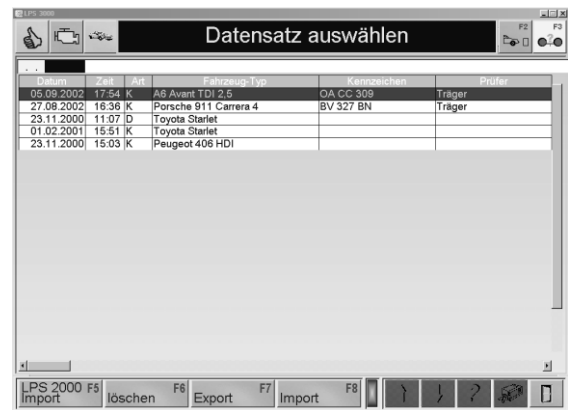 LPS 2000
Datensatz auswählen
F2 F3
. .
Datum Zeit Art Fahrzeug-Typ Kennzeichen Prüfer
05.09.2002 17:54 K A6 Avant TDI 2,5 OA CC 309 Träger
27.08.2002 16:36 K Porsche 911 Carrera 4 BV 327 BN Träger
23.11.2000 11:07 D Toyota Starlet
01.02.2001 15:51 K Toyota Starlet
23.11.2000 15:03 K Peugeot 406 HDI
LPS 2000 F5 F6 F7 F8
Import löschen Export Import